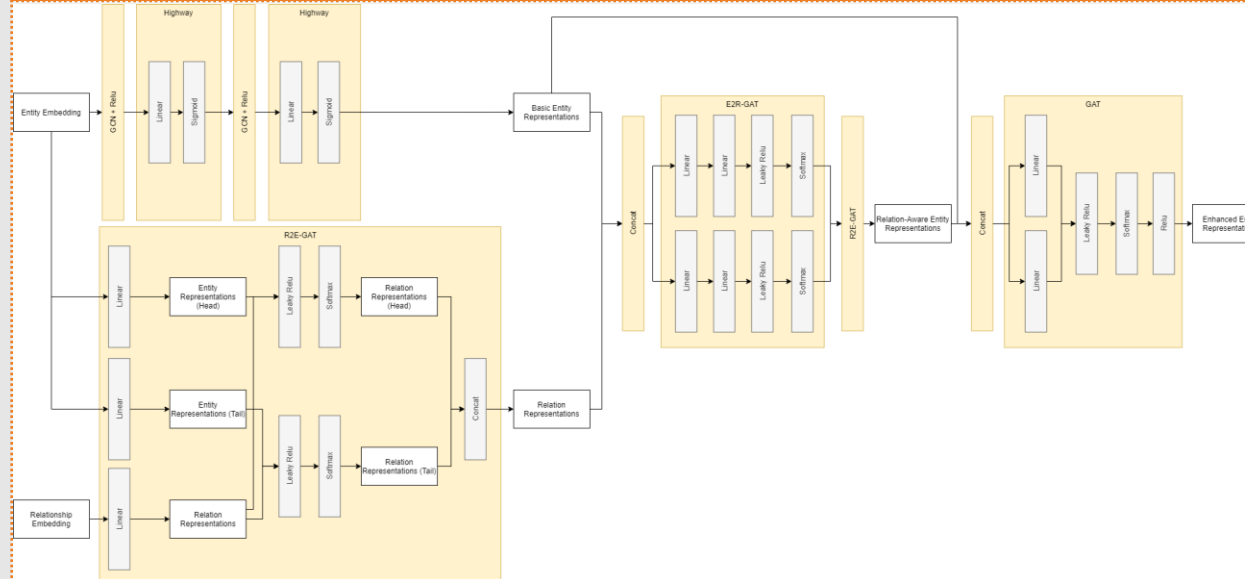 Highway
Highway
GCN + Relu
Linear
Sigmoid
GCN + Relu
Linear
Sigmoid
Entity Embedding
Basic Entity
Representations
R2E-GAT
Linear
Entity
Representations
(Head)
Leaky Relu
Softmax
Relation
Representations
(Head)
Linear
Entity
Representations (Tail)
Leaky Relu
Softmax
Relation
Representations (Tail)
Concat
Relation
Representations
Relationship
Embedding
Linear
Relation
Representations
Concat
E2R-GAT
Linear
Linear
Leaky Relu
Softmax
Linear
Linear
Leaky Relu
Softmax
R2E-GAT
Relation-Aware Entity
Representations
Concat
GAT
Linear
Linear
Leaky Relu
Softmax
Relu
Enhanced